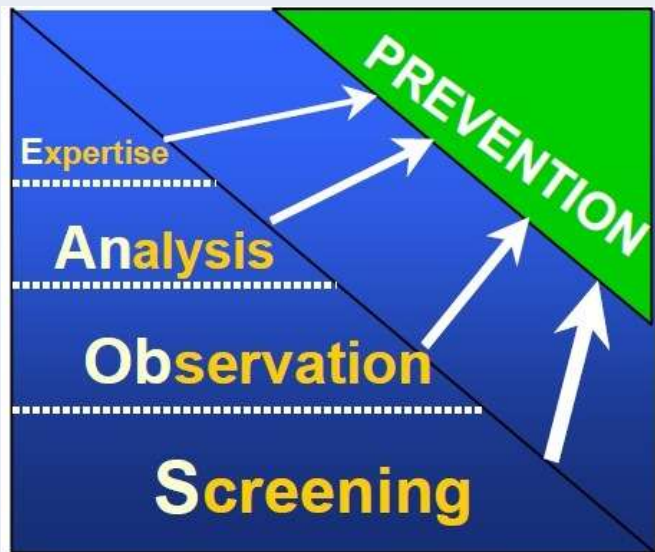 PREVENTION
Expertise
Analysis
Observation
Screening